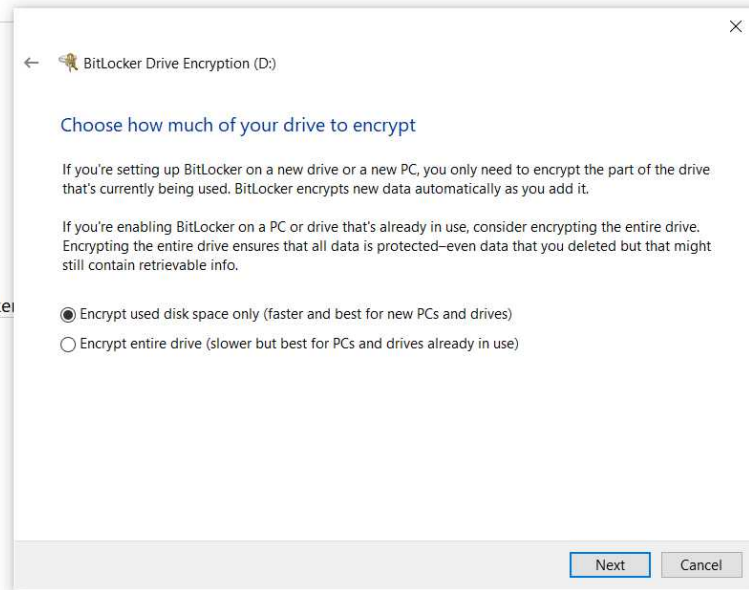 BitLocker Drive Encryption (D:)
Choose how much of your drive to encrypt
If you're setting up BitLocker on a new drive or a new PC, you only need to encrypt the part of the drive
that's currently being used. BitLocker encrypts new data automatically as you add it.
If you're enabling BitLocker on a PC or drive that's already in use, consider encrypting the entire drive.
Encrypting the entire drive ensures that all data is protected–even data that you deleted but that might
still contain retrievable info.
Encrypt used disk space only (faster and best for new PCs and drives)
Encrypt entire drive (slower but best for PCs and drives already in use)
Next Cancel